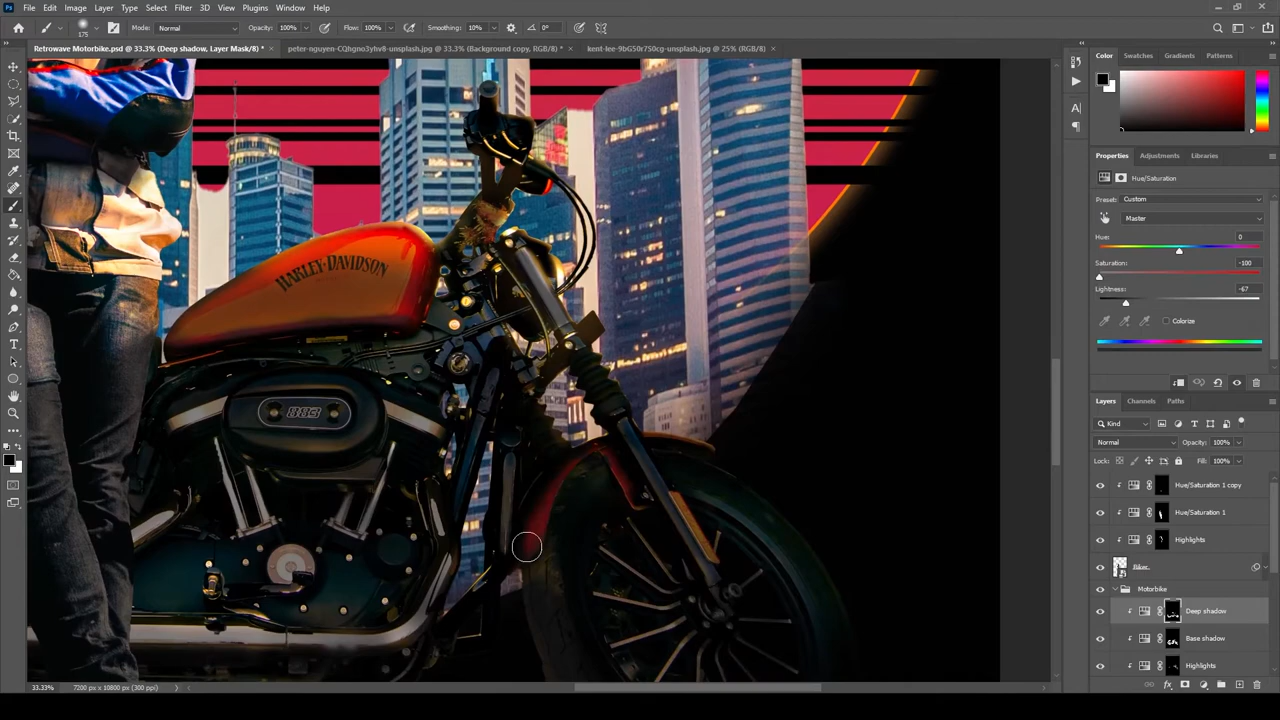 Ps File Edit Image Layer Type Select Filter 3D View Plugins Window Help
175 Mode: Normal Opacity: 100% Flow: 100% Smoothing: 10% 0°
Retrowave Motorbike.psd @ 33.3% (Deep shadow, Layer Mask/8) * × peter-nguyen-CQhgno3yhv8-unsplash.jpg @ 33.3% (Background copy, RGB/8) * × kent-lee-9bG50r7S0cg-unsplash.jpg @ 25% (RGB/8) ×
Color Swatches Gradients Patterns
Properties Adjustments Libraries
Hue/Saturation
Preset: Custom
Master
Hue: 0
Saturation: -100
Lightness: -67
Colorize
HARLEY-DAVIDSON
883
Layers Channels Paths
Kind
Normal Opacity: 100%
Lock: Fill: 100%
Hue/Saturation 1 copy
Hue/Saturation 1
Highlights
Biker
Motorbike
Deep shadow
Base shadow
Highlights
33.33% 7200 px x 10800 px (300 ppi)